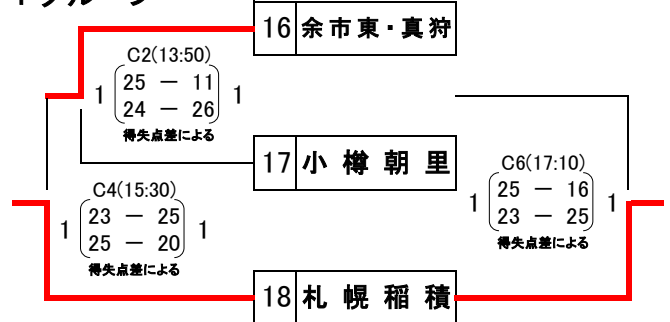 16 余市東・真狩
C2(13:50)
1 25 － 11 1
24 － 26
得失点差による
17 小樽朝里
C6(17:10)
1 25 － 16 1
23 － 25
得失点差による
C4(15:30)
1 23 － 25 1
25 － 20
得失点差による
18 札幌稲積